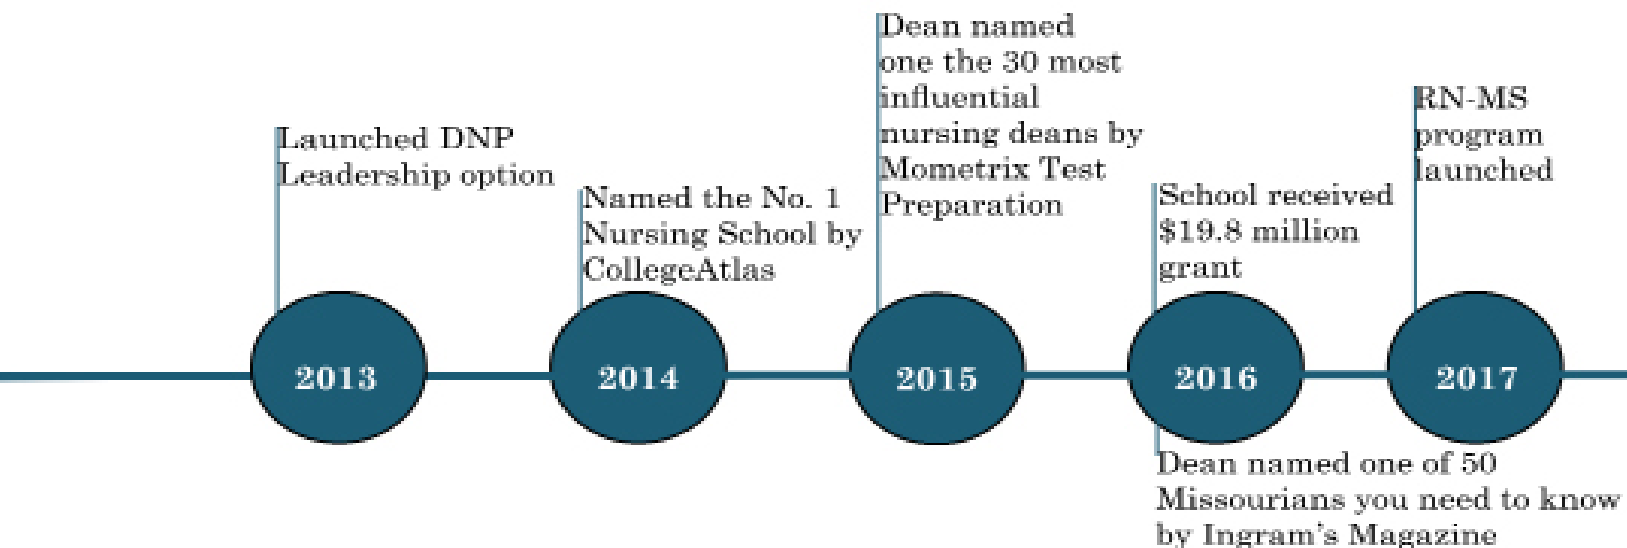 Launched DNP
Leadership option
Named the No. 1
Nursing School by
CollegeAtlas
Dean named
one the 30 most
influential
nursing deans by
Mometrix Test
Preparation
School received
$19.8 million
grant
RN-MS
program
launched
2013
2014
2015
2016
2017
Dean named one of 50
Missourians you need to know
by Ingram's Magazine